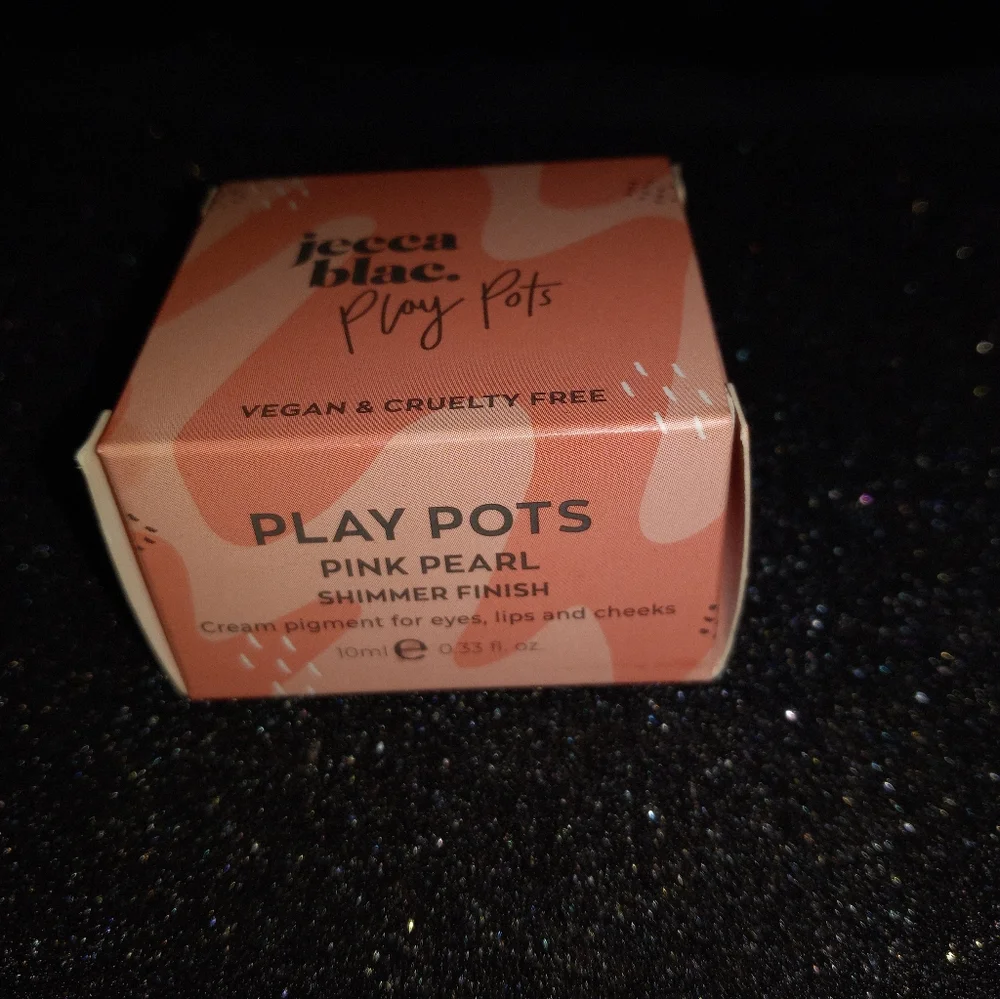 jecca
blac.
Play Pots
VEGAN & CRUELTY FREE
PLAY POTS
PINK PEARL
SHIMMER FINISH
Cream pigment for eyes, lips and cheeks
10ml e 0.33 fl. oz.